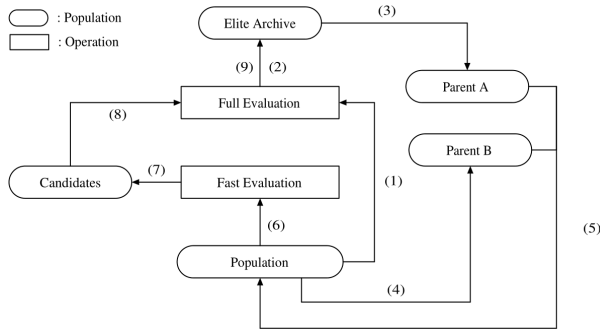 : Population
: Operation
Elite Archive
(3)
(9)
(2)
Parent A
Full Evaluation
(8)
Parent B
(7)
Candidates
Fast Evaluation
(1)
(6)
(5)
Population
(4)